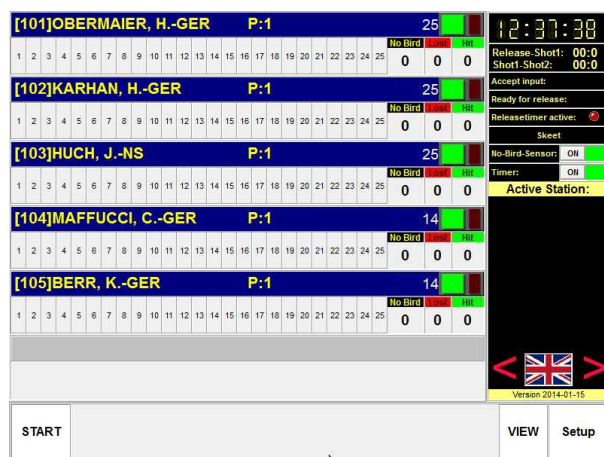 [101]OBERMAIER, H.-GER P:1 25
No Bird Lost Hit
1 2 3 4 5 6 7 8 9 10 11 12 13 14 15 16 17 18 19 20 21 22 23 24 25 0 0 0
[102]KARHAN, H.-GER P:1 25
No Bird Lost Hit
1 2 3 4 5 6 7 8 9 10 11 12 13 14 15 16 17 18 19 20 21 22 23 24 25 0 0 0
[103]HUCH, J.-NS P:1 25
No Bird Lost Hit
1 2 3 4 5 6 7 8 9 10 11 12 13 14 15 16 17 18 19 20 21 22 23 24 25 0 0 0
[104]MAFFUCCI, C.-GER P:1 14
No Bird Lost Hit
1 2 3 4 5 6 7 8 9 10 11 12 13 14 15 16 17 18 19 20 21 22 23 24 25 0 0 0
[105]BERR, K.-GER P:1 14
No Bird Lost Hit
1 2 3 4 5 6 7 8 9 10 11 12 13 14 15 16 17 18 19 20 21 22 23 24 25 0 0 0
12:37:38
Release-Shot1: 00:0
Shot1-Shot2: 00:0
Accept input:
Ready for release:
Releasetimer active:
Skeet
No-Bird-Sensor: ON
Timer: ON
Active Station:
< >
Version 2014-01-15
START VIEW Setup